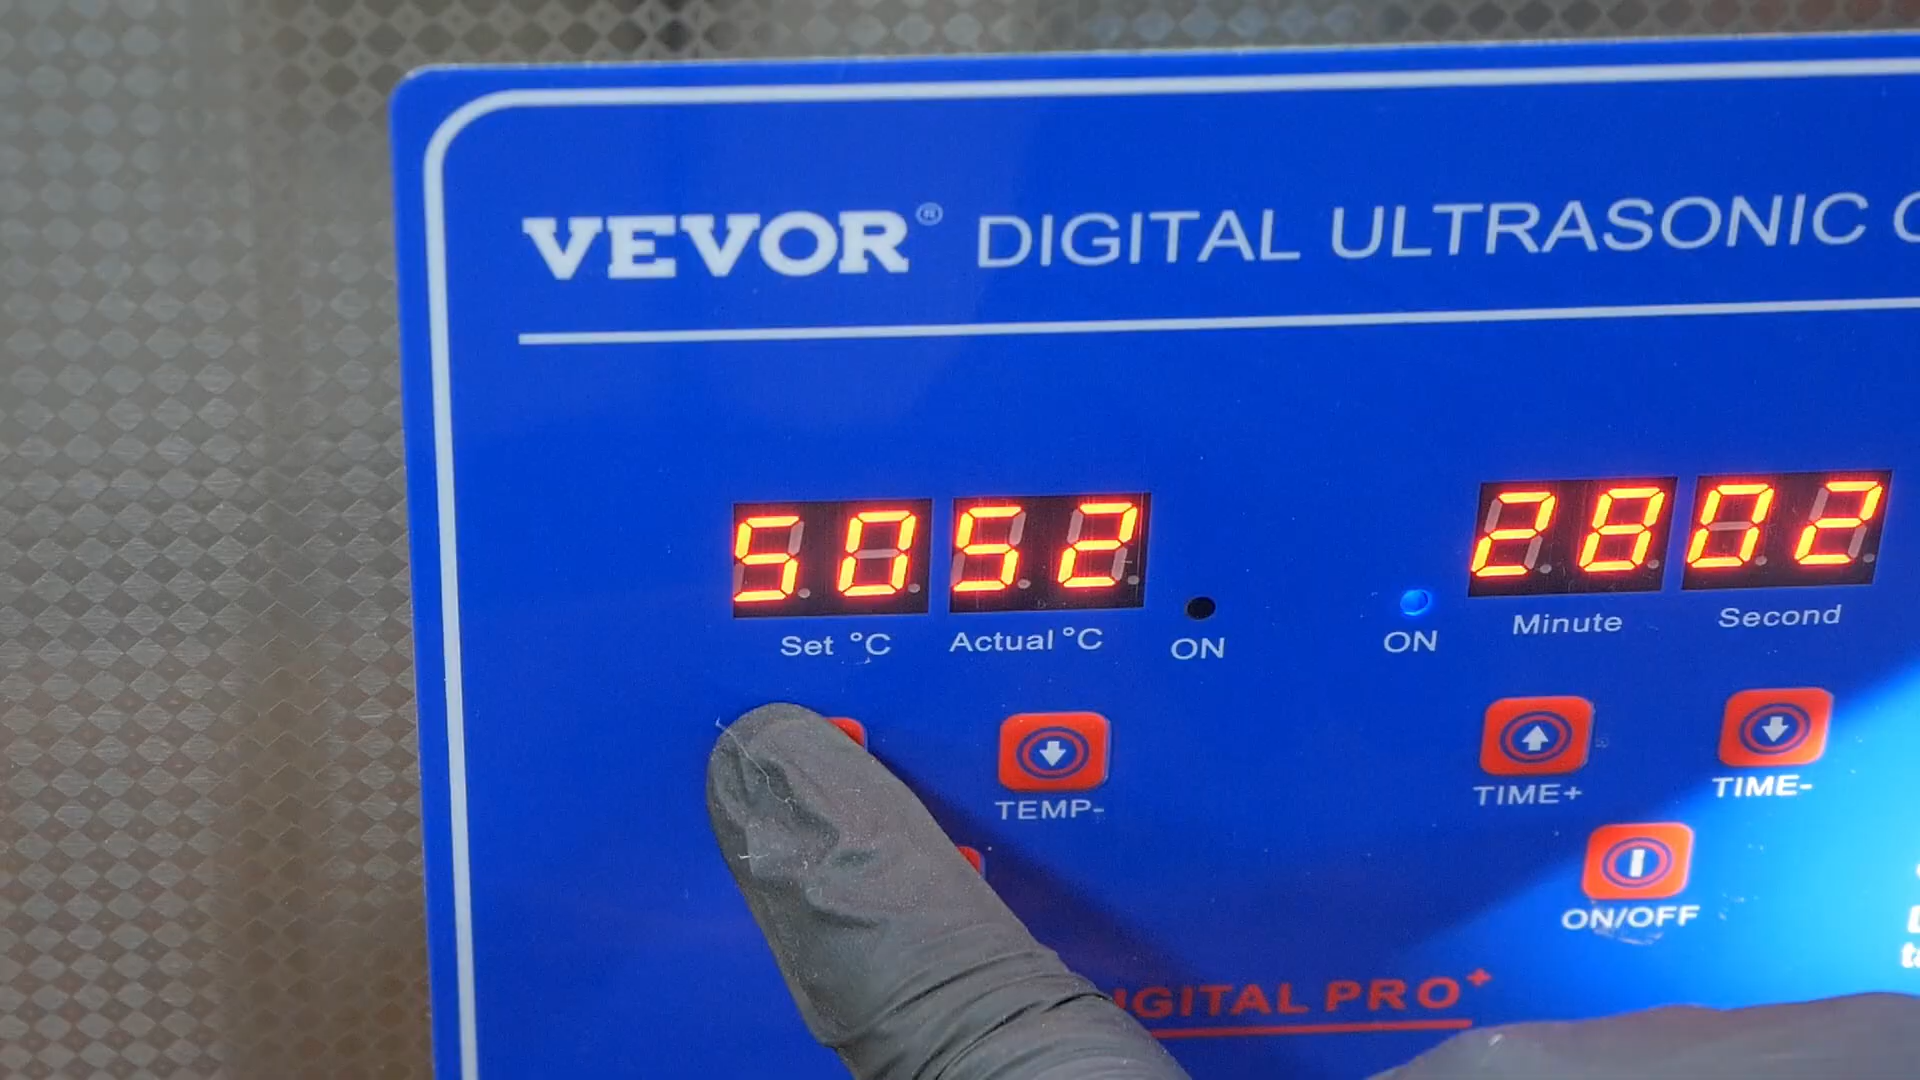 VEVOR® DIGITAL ULTRASONIC
50 52 28 02
Set °C Actual °C ON ON Minute Second
TEMP- TIME+ TIME-
ON/OFF
IGITAL PRO+